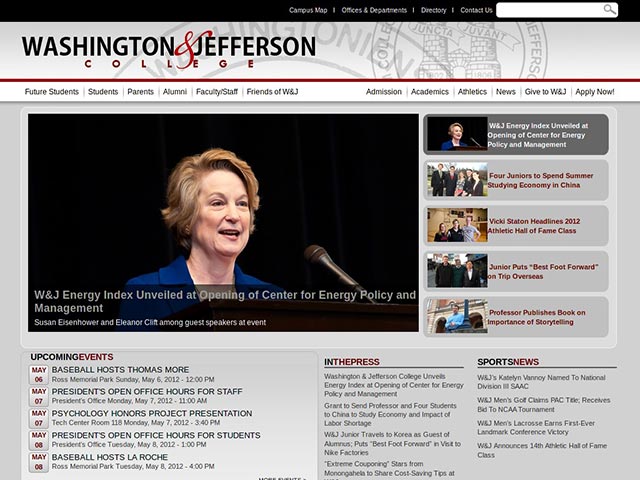 Campus Map | Offices & Departments | Directory | Contact Us
WASHINGTON & JEFFERSON
COLLEGE
Future Students | Students | Parents | Alumni | Faculty/Staff | Friends of W&J
Admission | Academics | Athletics | News | Give to W&J | Apply Now!
W&J Energy Index Unveiled at Opening of Center for Energy Policy and
Management
Susan Eisenhower and Eleanor Clift among guest speakers at event
W&J Energy Index Unveiled at
Opening of Center for Energy
Policy and Management
Four Juniors to Spend Summer
Studying Economy in China
Vicki Staton Headlines 2012
Athletic Hall of Fame Class
Junior Puts “Best Foot Forward”
on Trip Overseas
Professor Publishes Book on
Importance of Storytelling
UPCOMINGEVENTS
MAY
06
BASEBALL HOSTS THOMAS MORE
Ross Memorial Park Sunday, May 6, 2012 - 12:00 PM
MAY
07
PRESIDENT'S OPEN OFFICE HOURS FOR STAFF
President's Office Monday, May 7, 2012 - 11:00 AM
MAY
07
PSYCHOLOGY HONORS PROJECT PRESENTATION
Tech Center Room 118 Monday, May 7, 2012 - 3:40 PM
MAY
08
PRESIDENT'S OPEN OFFICE HOURS FOR STUDENTS
President's Office Tuesday, May 8, 2012 - 1:00 PM
MAY
08
BASEBALL HOSTS LA ROCHE
Ross Memorial Park Tuesday, May 8, 2012 - 4:00 PM
MORE EVENTS >
INTHEPRESS
Washington & Jefferson College Unveils
Energy Index at Opening of Center for Energy
Policy and Management
Grant to Send Professor and Four Students
to China to Study Economy and Impact of
Labor Shortage
W&J Junior Travels to Korea as Guest of
Alumnus; Puts “Best Foot Forward” in Visit to
Nike Factories
“Extreme Couponing” Stars from
Monongahela to Share Cost-Saving Tips at
SPORTSNEWS
W&J's Katelyn Vannoy Named To National
Division III SAAC
W&J Men's Golf Claims PAC Title; Receives
Bid To NCAA Tournament
W&J Men's Lacrosse Earns First-Ever
Landmark Conference Victory
W&J Announces 14th Annual Athletic Hall of
Fame Class